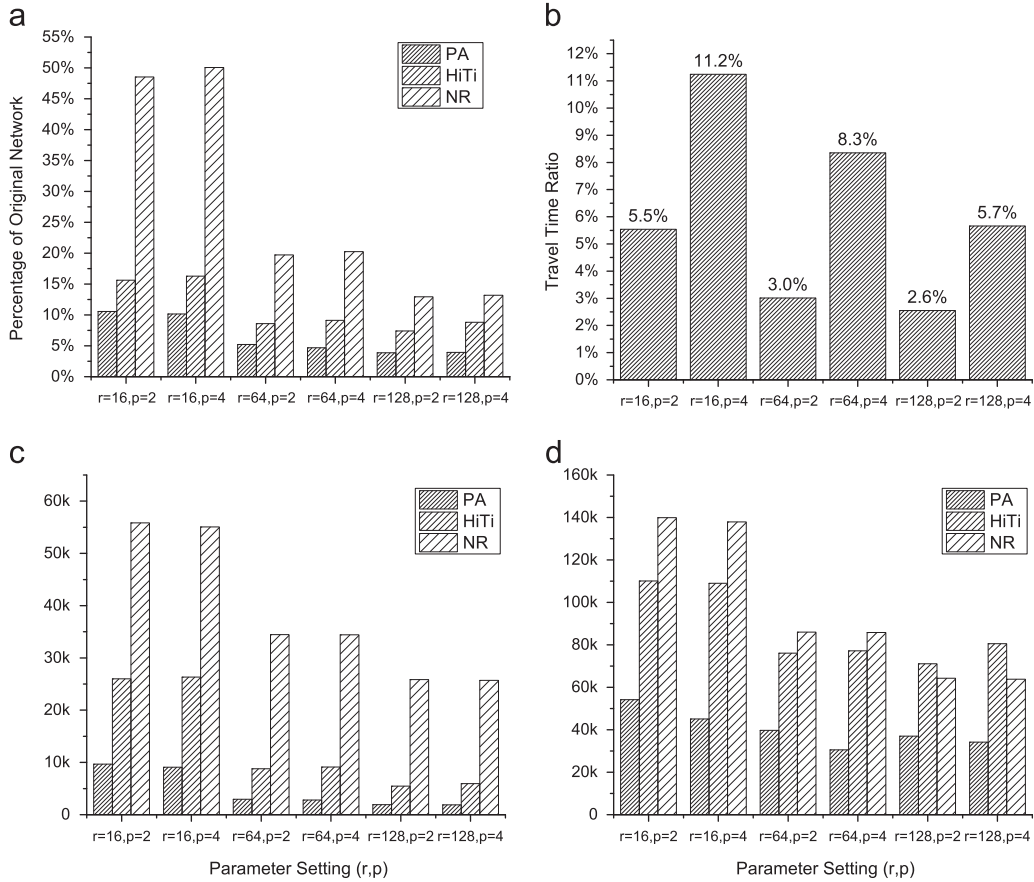 a
55%
50%
45%
40%
35%
30%
25%
20%
15%
10%
5%
0%
Percentage of Original Network
PA
HiTi
NR
r=16,p=2 r=16,p=4 r=64,p=2 r=64,p=4 r=128,p=2 r=128,p=4
b
12%
11%
10%
9%
8%
7%
6%
5%
4%
3%
2%
1%
0%
Travel Time Ratio
5.5%
11.2%
3.0%
8.3%
2.6%
5.7%
r=16,p=2 r=16,p=4 r=64,p=2 r=64,p=4 r=128,p=2 r=128,p=4
c
60k
50k
40k
30k
20k
10k
0
PA
HiTi
NR
r=16,p=2 r=16,p=4 r=64,p=2 r=64,p=4 r=128,p=2 r=128,p=4
Parameter Setting (r,p)
d
160k
140k
120k
100k
80k
60k
40k
20k
0
PA
HiTi
NR
r=16,p=2 r=16,p=4 r=64,p=2 r=64,p=4 r=128,p=2 r=128,p=4
Parameter Setting (r,p)